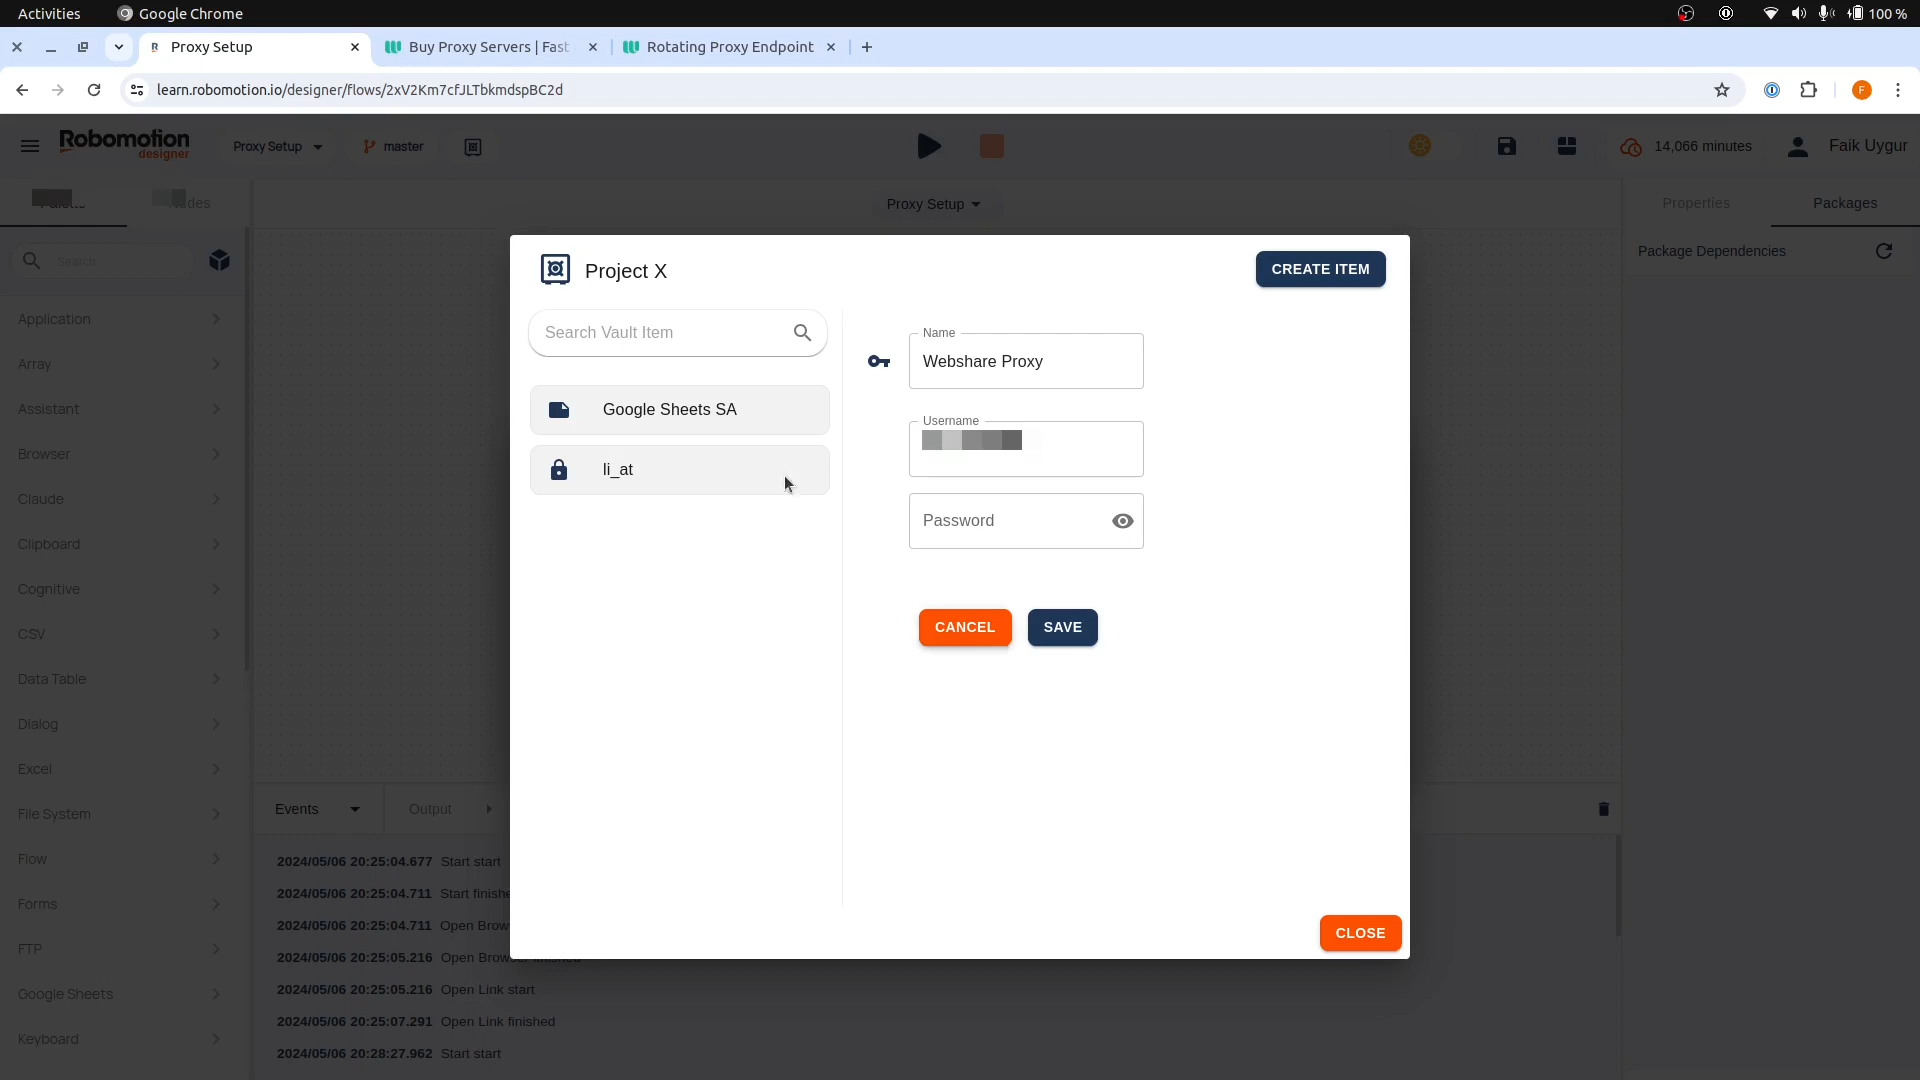 Activities
Google Chrome
100 %
Proxy Setup
Buy Proxy Servers | Fast
Rotating Proxy Endpoint
learn.robomotion.io/designer/flows/2xV2Km7cfJLTbkmdspBC2d
F
Robomotion
designer
Proxy Setup
master
14,066 minutes
Faik Uygur
Proxy Setup
Properties
Packages
Search
Package Dependencies
Application
Array
Assistant
Browser
Claude
Clipboard
Cognitive
CSV
Data Table
Dialog
Excel
File System
Flow
Forms
FTP
Google Sheets
Keyboard
Project X
CREATE ITEM
Search Vault Item
Google Sheets SA
li_at
Name
Webshare Proxy
Username
Password
CANCEL
SAVE
CLOSE
Events
Output
2024/05/06 20:25:04.677 Start start
2024/05/06 20:25:04.711 Start finished
2024/05/06 20:25:04.711 Open
2024/05/06 20:25:05.216 Open Browser finished
2024/05/06 20:25:05.216 Open Link start
2024/05/06 20:25:07.291 Open Link finished
2024/05/06 20:28:27.962 Start start